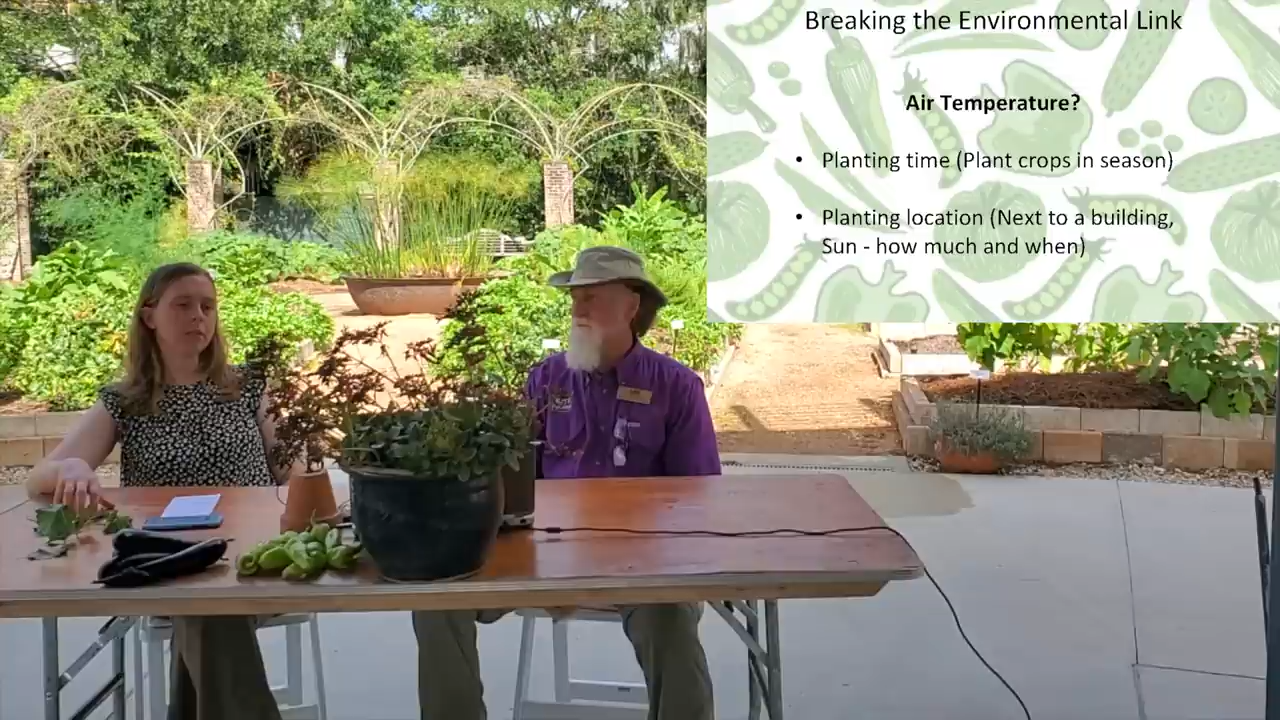 Breaking the Environmental Link
Air Temperature?
• Planting time (Plant crops in season)
• Planting location (Next to a building,
Sun - how much and when)